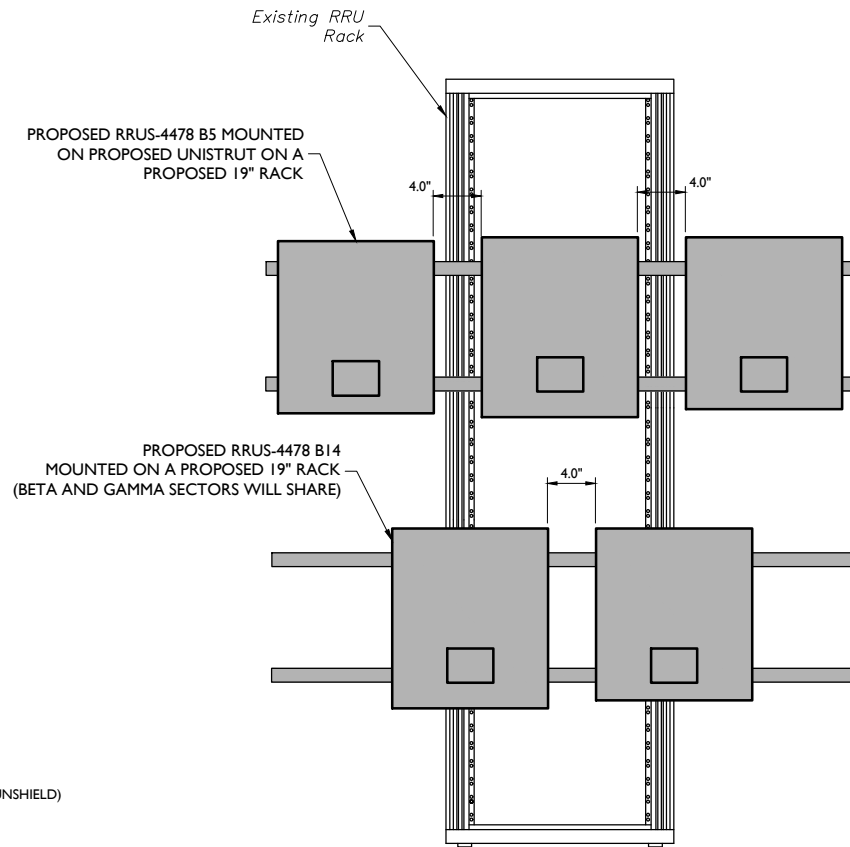 Existing RRU
Rack
PROPOSED RRUS-4478 B5 MOUNTED
ON PROPOSED UNISTRUT ON A
PROPOSED 19" RACK
4.0"
4.0"
PROPOSED RRUS-4478 B14
MOUNTED ON A PROPOSED 19" RACK
(BETA AND GAMMA SECTORS WILL SHARE)
4.0"
UNSHIELD)